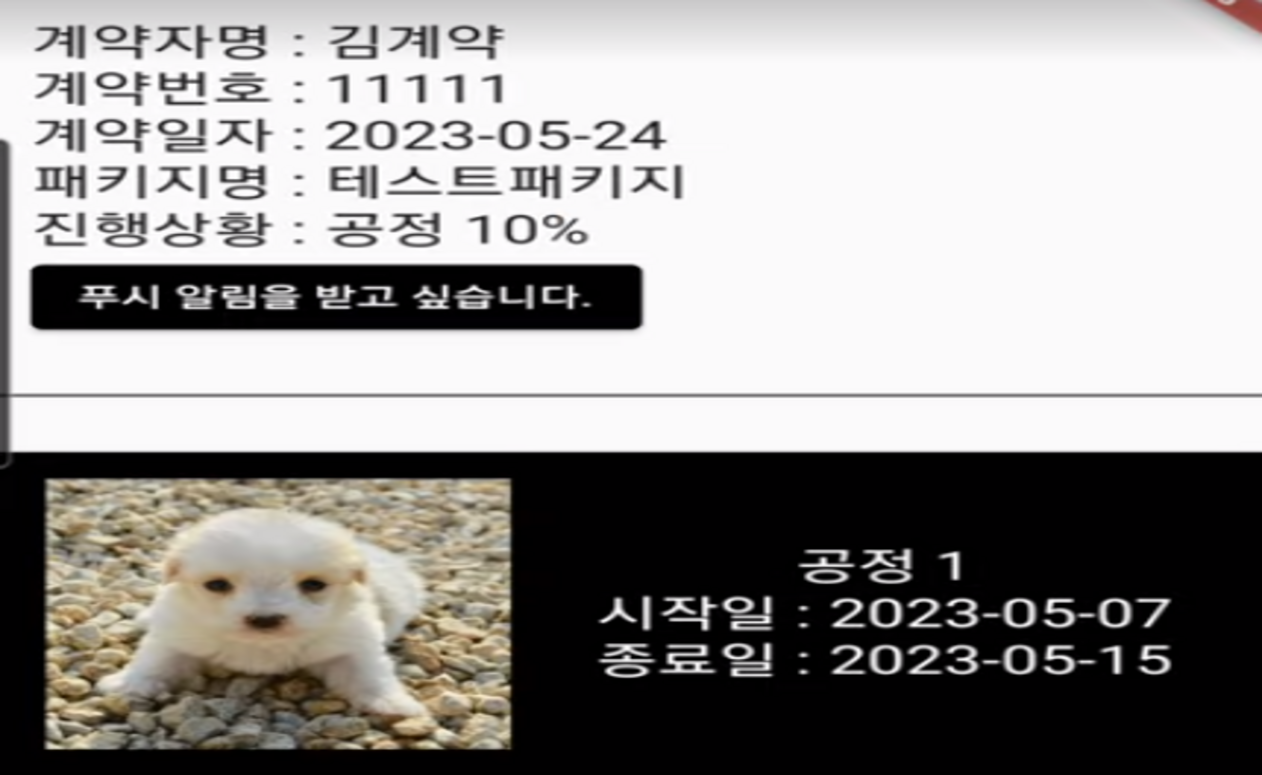 계약자명 : 김계약
계약번호 : 11111
계약일자 : 2023-05-24
패키지명 : 테스트패키지
진행상황 : 공정 10%
푸시 알림을 받고 싶습니다.
공정 1
시작일 : 2023-05-07
종료일 : 2023-05-15